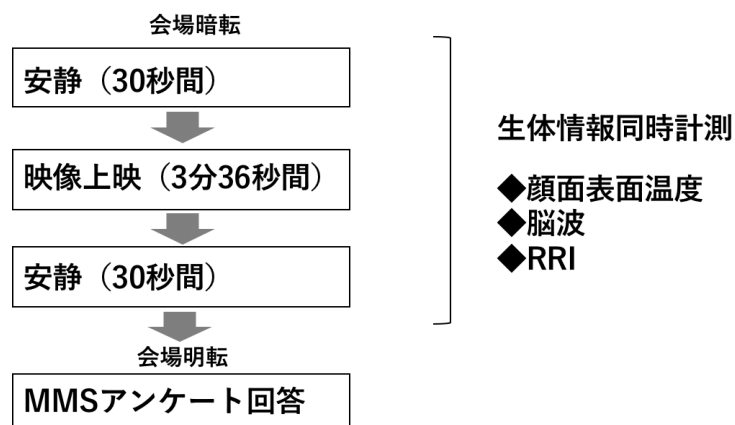 会場暗転
安静（30秒間）
映像上映（3分36秒間）
安静（30秒間）
会場明転
MMSアンケート回答
生体情報同時計測
◆顔面表面温度
◆脳波
◆RRI